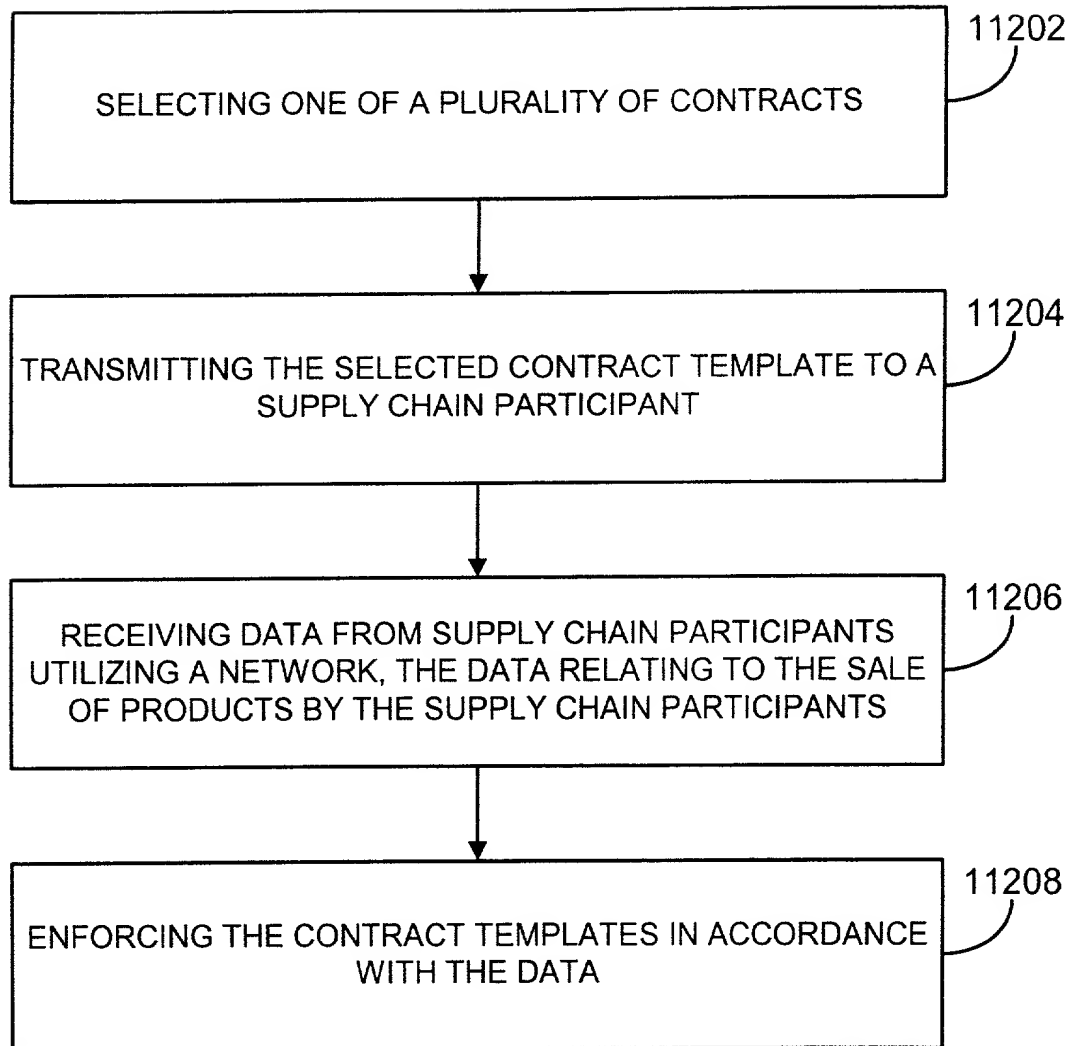 11202
SELECTING ONE OF A PLURALITY OF CONTRACTS
11204
TRANSMITTING THE SELECTED CONTRACT TEMPLATE TO A
SUPPLY CHAIN PARTICIPANT
11206
RECEIVING DATA FROM SUPPLY CHAIN PARTICIPANTS
UTILIZING A NETWORK, THE DATA RELATING TO THE SALE
OF PRODUCTS BY THE SUPPLY CHAIN PARTICIPANTS
11208
ENFORCING THE CONTRACT TEMPLATES IN ACCORDANCE
WITH THE DATA